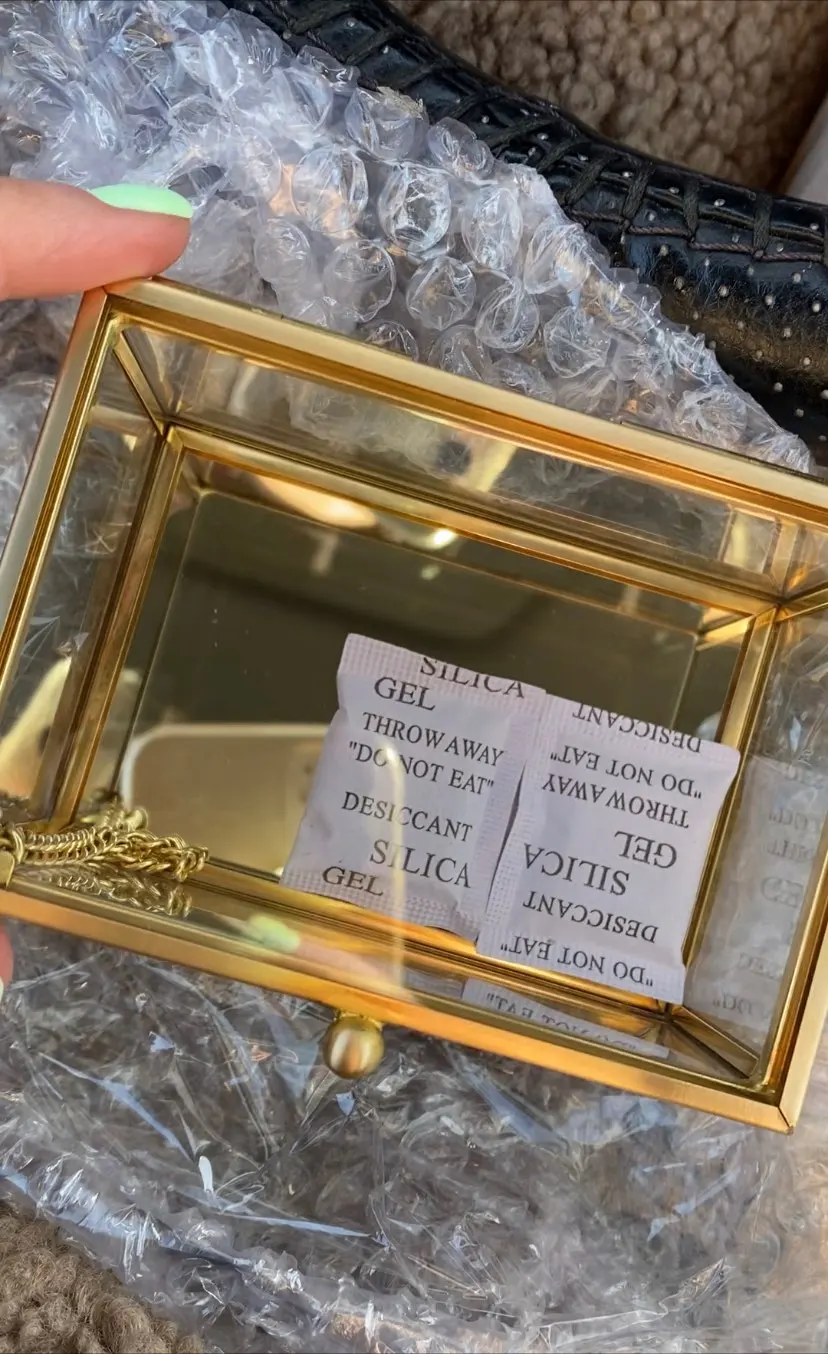 SILICA
GEL
THROW AWAY
"DO NOT EAT"
DESICCANT
SILICA
GEL
DESICCANT
"DO NOT EAT"
THROW AWAY
GEL
SILICA
DESICCANT
"DO NOT EAT"